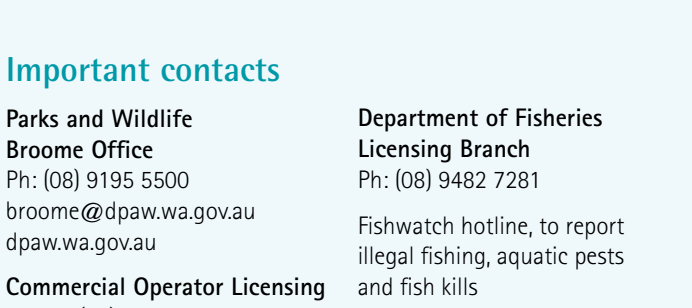 Important contacts
Parks and Wildlife
Broome Office
Ph: (08) 9195 5500
broome@dpaw.wa.gov.au
dpaw.wa.gov.au
Commercial Operator Licensing
Department of Fisheries
Licensing Branch
Ph: (08) 9482 7281
Fishwatch hotline, to report
illegal fishing, aquatic pests
and fish kills